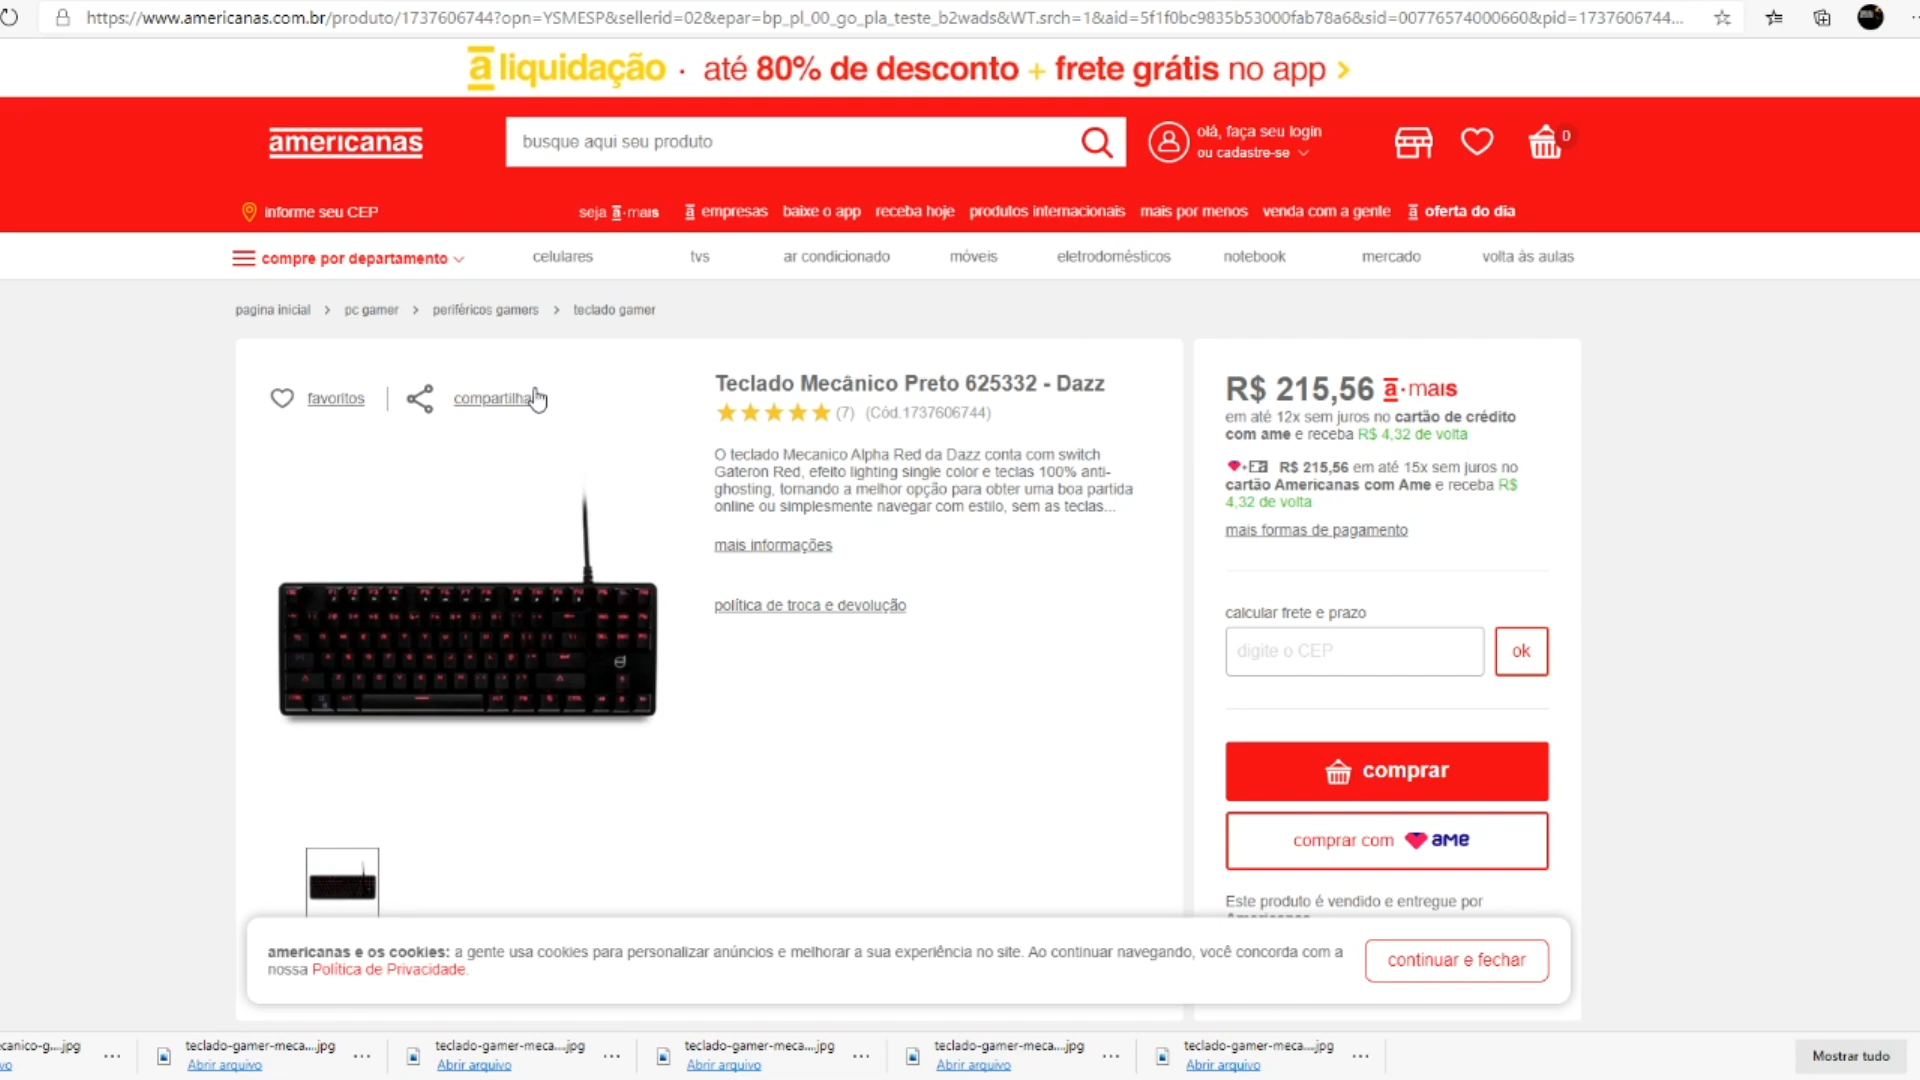 https://www.americanas.com.br/produto/1737606744?opn=YSMESP&sellerid=02&epar=bp_pl_00_go_pla_teste_b2wads&WT.srch=1&aid=5f1f0bc9835b53000fab78a6&sid=00776574000660&pid=1737606744...
a liquidação · até 80% de desconto + frete grátis no app >
americanas
busque aqui seu produto
olá, faça seu login
ou cadastre-se
0
informe seu CEP
seja a·mais
a empresas
baixe o app
receba hoje
produtos internacionais
mais por menos
venda com a gente
a oferta do dia
compre por departamento
celulares
tvs
ar condicionado
móveis
eletrodomésticos
notebook
mercado
volta às aulas
pagina inicial > pc gamer > periféricos gamers > teclado gamer
favoritos
compartilha
Teclado Mecânico Preto 625332 - Dazz
(7) (Cód.1737606744)
O teclado Mecanico Alpha Red da Dazz conta com switch
Gateron Red, efeito lighting single color e teclas 100% anti-
ghosting, tornando a melhor opção para obter uma boa partida
online ou simplesmente navegar com estilo, sem as teclas...
mais informações
política de troca e devolução
R$ 215,56 a·mais
em até 12x sem juros no cartão de crédito
com ame e receba R$ 4,32 de volta
R$ 215,56 em até 15x sem juros no
cartão Americanas com Ame e receba R$
4,32 de volta
mais formas de pagamento
calcular frete e prazo
digite o CEP
ok
comprar
comprar com ame
Este produto é vendido e entregue por
americanas e os cookies: a gente usa cookies para personalizar anúncios e melhorar a sua experiência no site. Ao continuar navegando, você concorda com a
nossa Política de Privacidade.
continuar e fechar
canico-g....jpg
vo
teclado-gamer-meca....jpg
Abrir arquivo
teclado-gamer-meca....jpg
Abrir arquivo
teclado-gamer-meca....jpg
Abrir arquivo
teclado-gamer-meca....jpg
Abrir arquivo
teclado-gamer-meca....jpg
Abrir arquivo
Mostrar tudo